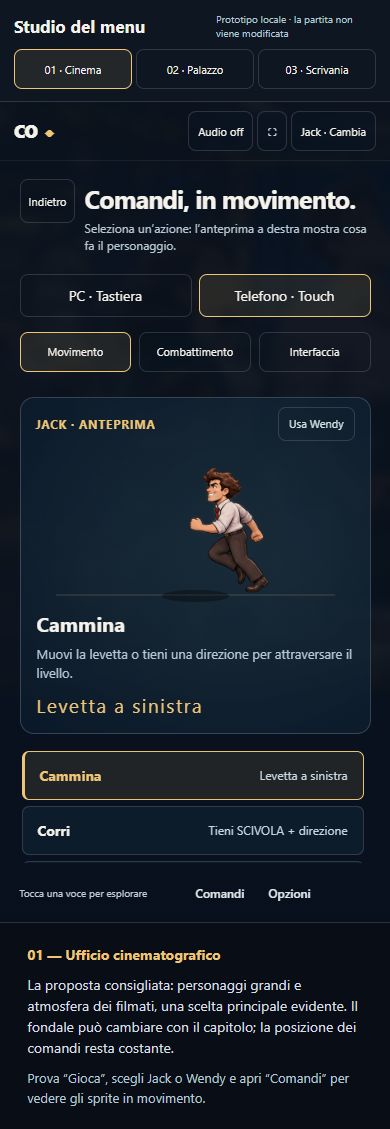 Studio del menu
Prototipo locale · la partita non
viene modificata
01 · Cinema
02 · Palazzo
03 · Scrivania
CO
Audio off
Jack · Cambia
Indietro
Comandi, in movimento.
Seleziona un’azione: l’anteprima a destra mostra cosa
fa il personaggio.
PC · Tastiera
Telefono · Touch
Movimento
Combattimento
Interfaccia
JACK · ANTEPRIMA
Usa Wendy
Cammina
Muovi la levetta o tieni una direzione per attraversare il
livello.
Levetta a sinistra
Cammina
Levetta a sinistra
Corri
Tieni SCIVOLA + direzione
Tocca una voce per esplorare
Comandi
Opzioni
01 — Ufficio cinematografico
La proposta consigliata: personaggi grandi e
atmosfera dei filmati, una scelta principale evidente. Il
fondale può cambiare con il capitolo; la posizione dei
comandi resta costante.
Prova “Gioca”, scegli Jack o Wendy e apri “Comandi” per
vedere gli sprite in movimento.